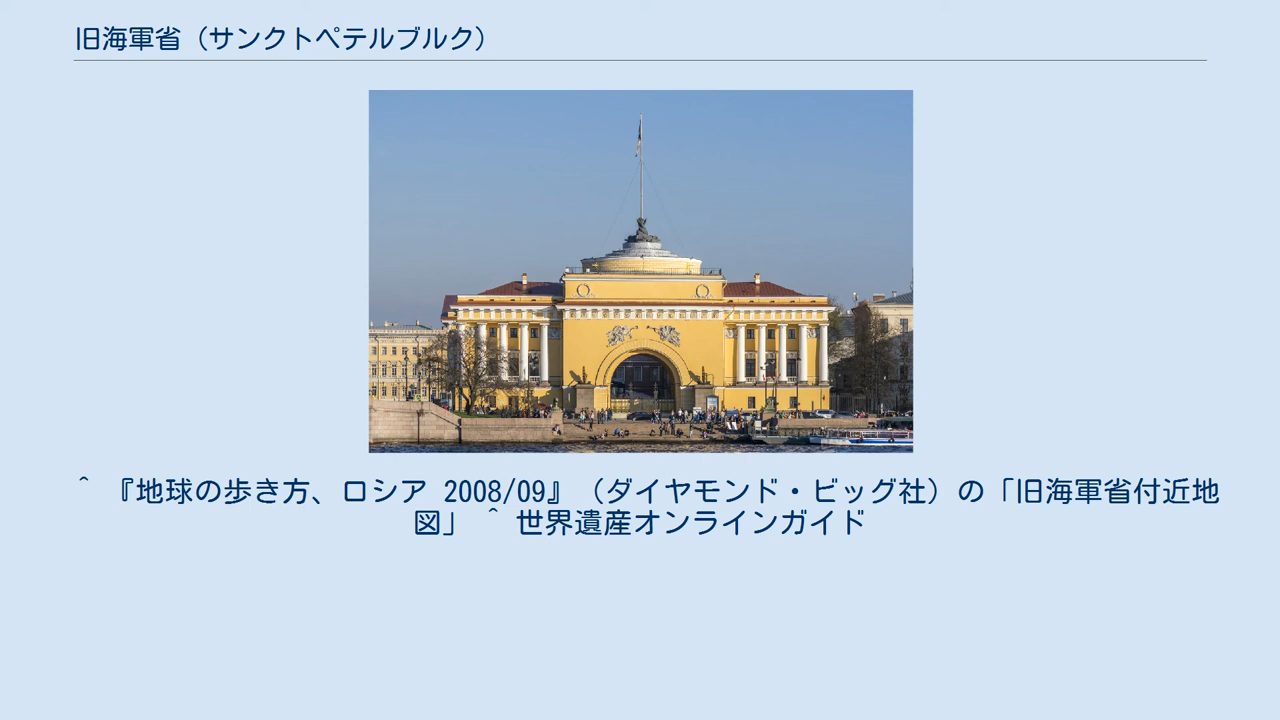 旧海軍省（サンクトペテルブルク）
^ 『地球の歩き方、ロシア 2008/09』（ダイヤモンド・ビッグ社）の「旧海軍省付近地
図」 ^ 世界遺産オンラインガイド